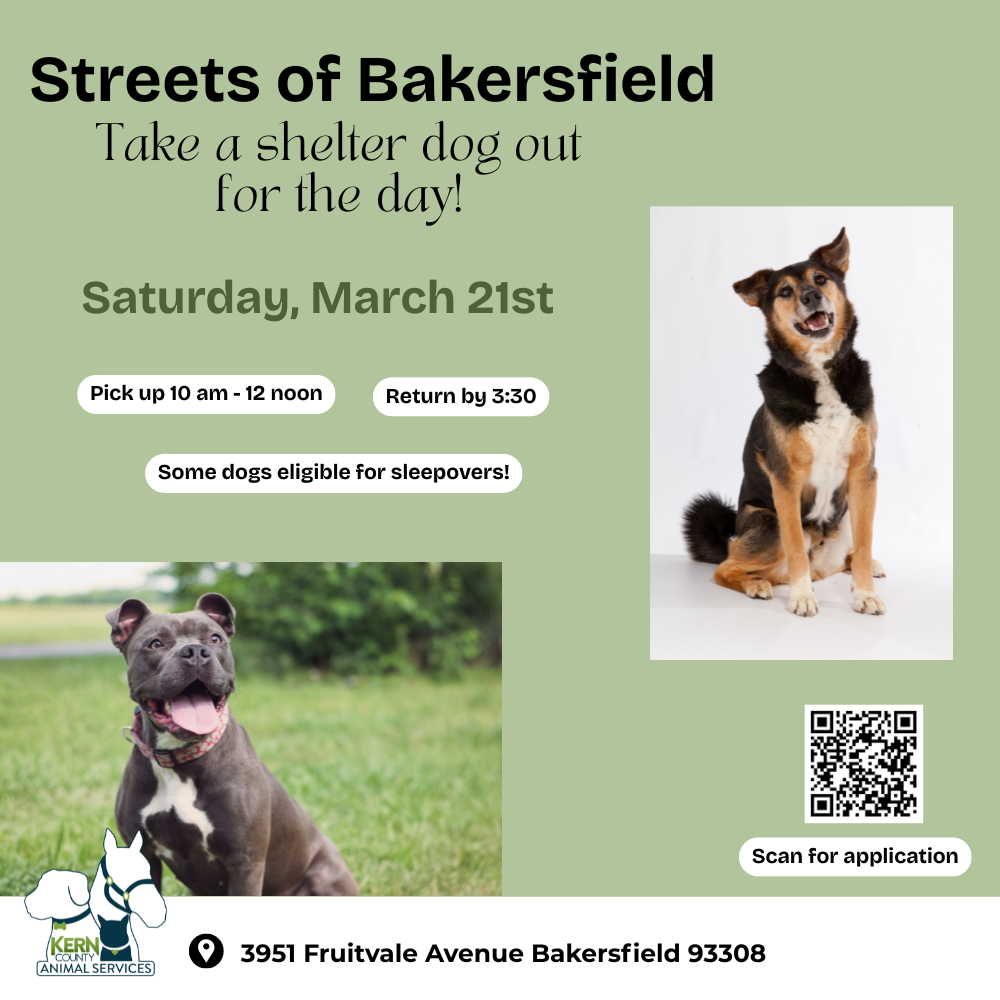 Streets of Bakersfield
Take a shelter dog out
for the day!
Saturday, March 21st
Pick up 10 am - 12 noon
Return by 3:30
Some dogs eligible for sleepovers!
Scan for application
KERN
COUNTY
ANIMAL SERVICES
3951 Fruitvale Avenue Bakersfield 93308